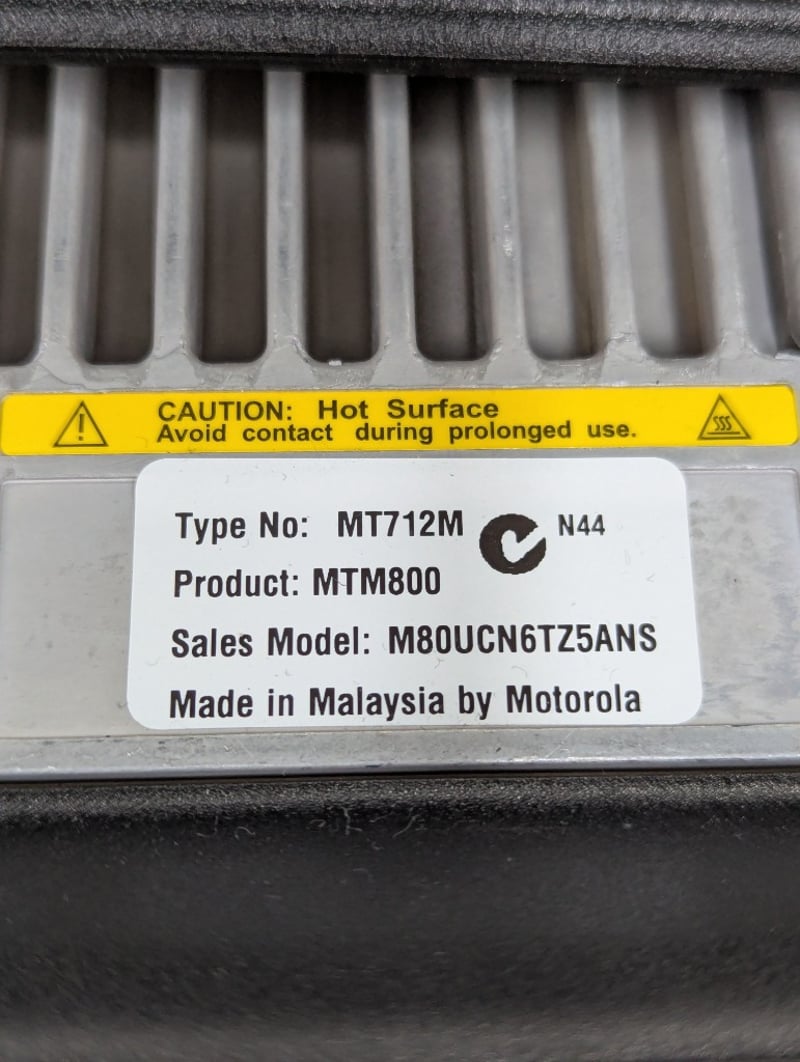 CAUTION: Hot Surface
Avoid contact during prolonged use.
Type No: MT712M N44
Product: MTM800
Sales Model: M80UCN6TZ5ANS
Made in Malaysia by Motorola